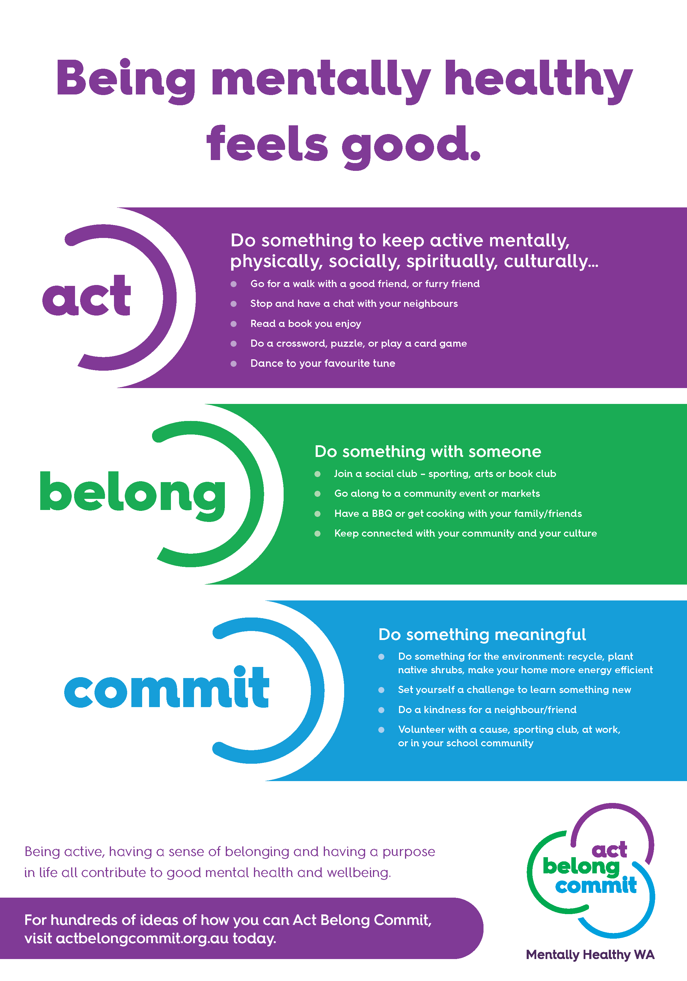 Being mentally healthy
feels good.
act
Do something to keep active mentally,
physically, socially, spiritually, culturally...
Go for a walk with a good friend, or furry friend
Stop and have a chat with your neighbours
Read a book you enjoy
Do a crossword, puzzle, or play a card game
Dance to your favourite tune
belong
Do something with someone
Join a social club – sporting, arts or book club
Go along to a community event or markets
Have a BBQ or get cooking with your family/friends
Keep connected with your community and your culture
commit
Do something meaningful
Do something for the environment: recycle, plant
native shrubs, make your home more energy efficient
Set yourself a challenge to learn something new
Do a kindness for a neighbour/friend
Volunteer with a cause, sporting club, at work,
or in your school community
Being active, having a sense of belonging and having a purpose
in life all contribute to good mental health and wellbeing.
For hundreds of ideas of how you can Act Belong Commit,
visit actbelongcommit.org.au today.
act
belong
commit
Mentally Healthy WA